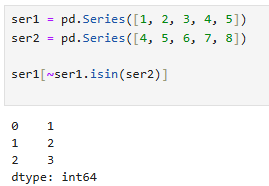 ser1 = pd.Series([1, 2, 3, 4, 5])
ser2 = pd.Series([4, 5, 6, 7, 8])
ser1[~ser1.isin(ser2)]
0    1
1    2
2    3
dtype: int64